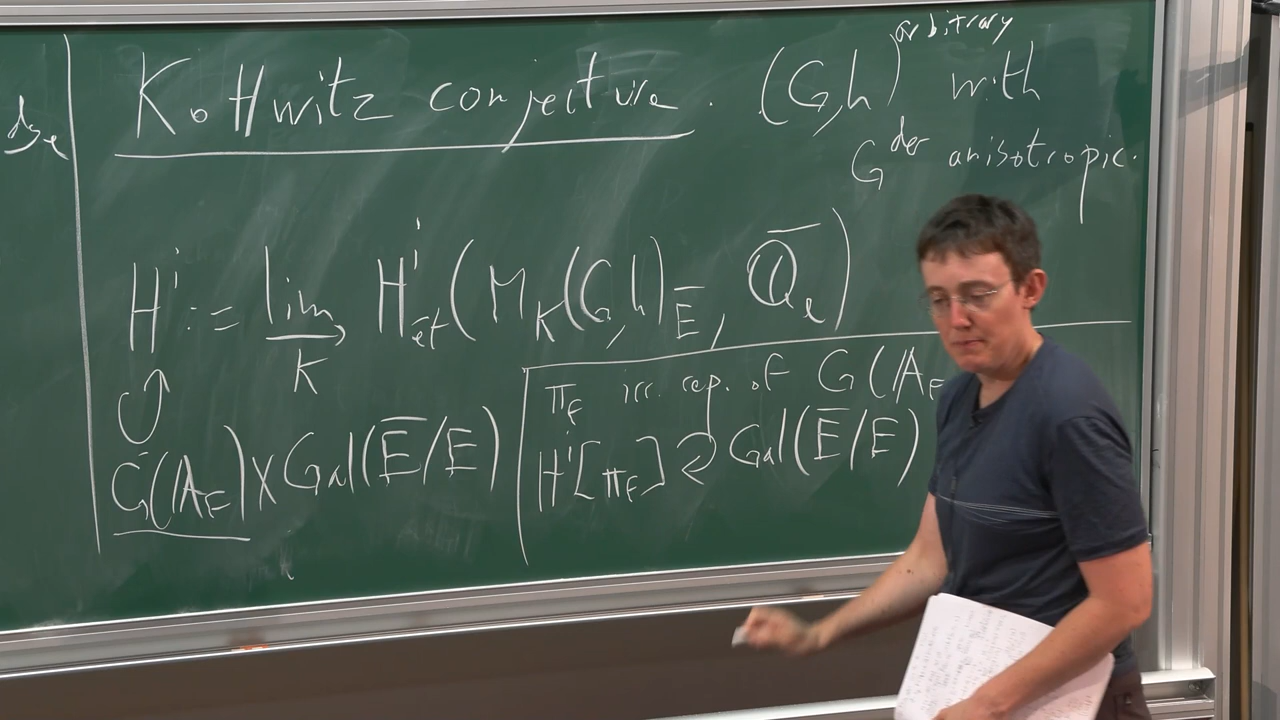 Kottwitz conjecture. (G,h) arbitrary with
G^der anisotropic.
H^i := lim_{→K} H^i_ét(M_K(G,h)_Ē, Q̄_ℓ)
G(A_F) × Gal(Ē/E)
π_F irr. rep. of G(A_F
H^i[π_F] ↻ Gal(Ē/E)